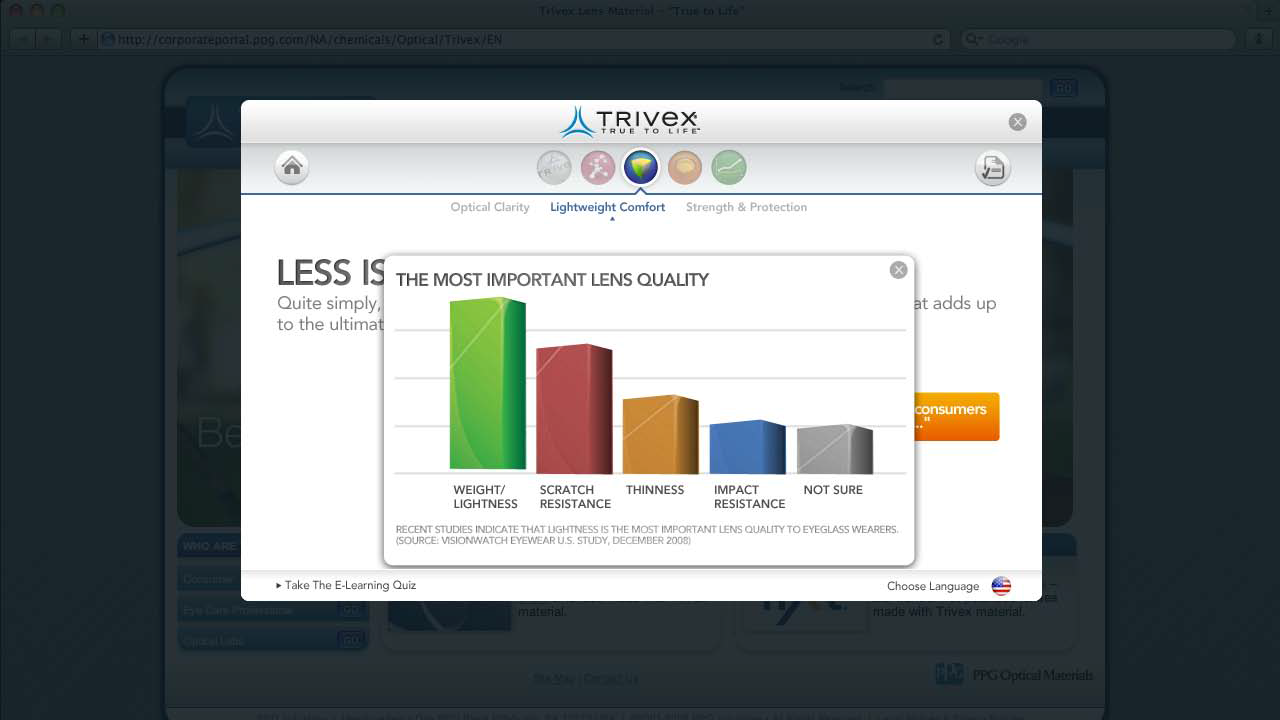 Trivex Lens Material – "True to Life"
http://corporateportal.ppg.com/NA/chemicals/Optical/Trivex/EN
Google
Search
GO
TRIVEX
TRUE TO LIFE
Optical Clarity
Lightweight Comfort
Strength & Protection
LESS IS
Quite simply,
at adds up
to the ultimat
THE MOST IMPORTANT LENS QUALITY
consumers
..."
Be
WEIGHT/
LIGHTNESS
SCRATCH
RESISTANCE
THINNESS
IMPACT
RESISTANCE
NOT SURE
RECENT STUDIES INDICATE THAT LIGHTNESS IS THE MOST IMPORTANT LENS QUALITY TO EYEGLASS WEARERS.
(SOURCE: VISIONWATCH EYEWEAR U.S. STUDY, DECEMBER 2008)
WHO ARE
Consumer
Take The E-Learning Quiz
Choose Language
Eye Care Professional
GO
material.
made with Trivex material.
Optical Labs
GO
Site Map | Contact Us
PPG PPG Optical Materials